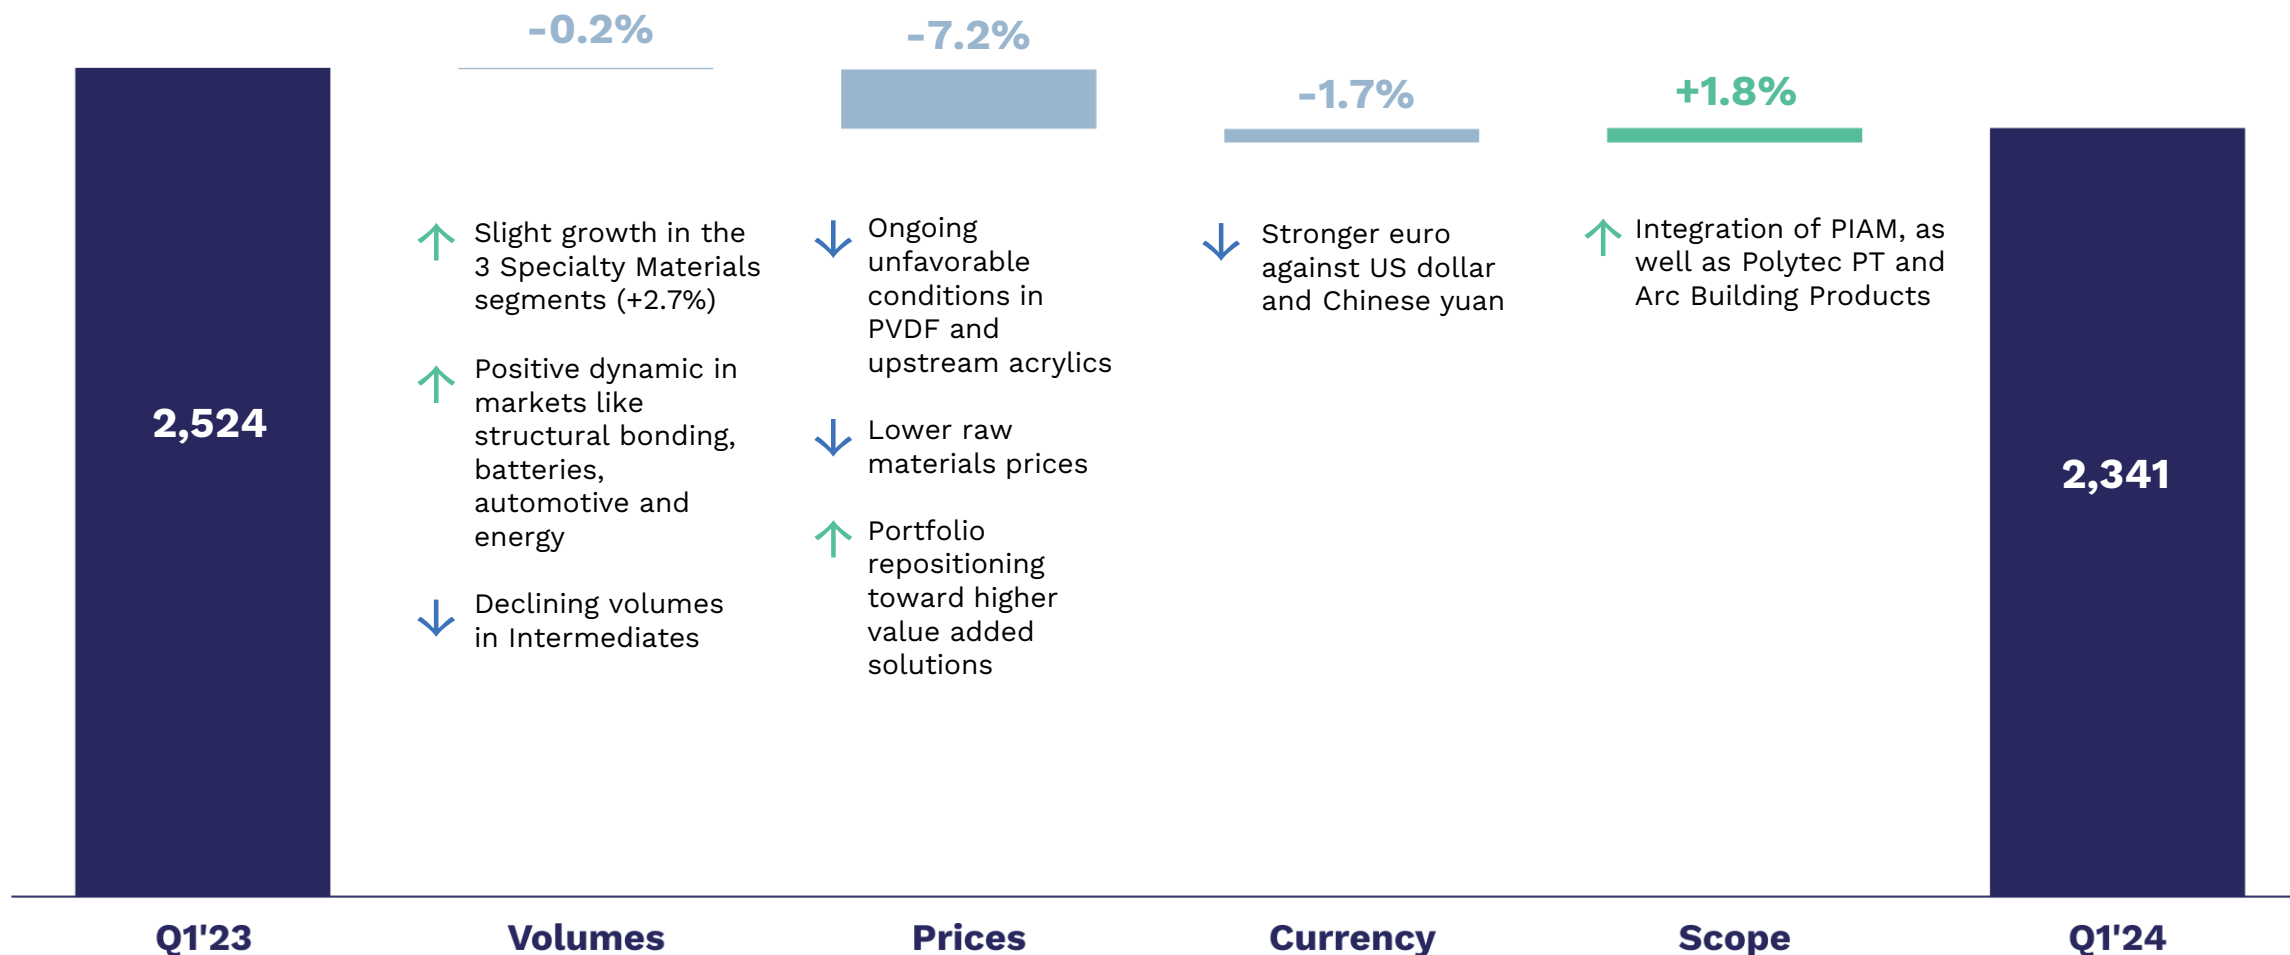 -0.2%
-7.2%
-1.7%
+1.8%
2,524
Slight growth in the
3 Specialty Materials
segments (+2.7%)
Positive dynamic in
markets like
structural bonding,
batteries,
automotive and
energy
Declining volumes
in Intermediates
Ongoing
unfavorable
conditions in
PVDF and
upstream acrylics
Lower raw
materials prices
Portfolio
repositioning
toward higher
value added
solutions
Stronger euro
against US dollar
and Chinese yuan
Integration of PIAM, as
well as Polytec PT and
Arc Building Products
2,341
Q1'23
Volumes
Prices
Currency
Scope
Q1'24